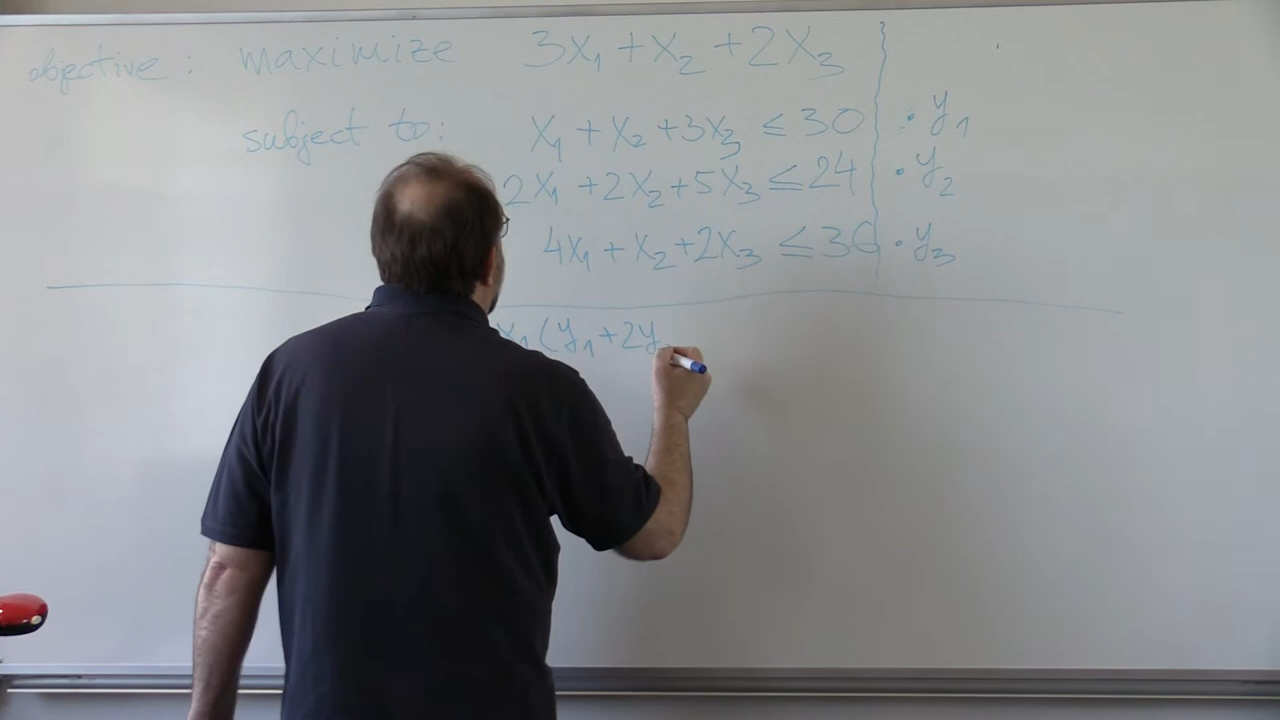 objective: maximize 3x₁ + x₂ + 2x₃
subject to: x₁ + x₂ + 3x₃ ≤ 30 · y₁
2x₁ + 2x₂ + 5x₃ ≤ 24 · y₂
4x₁ + x₂ + 2x₃ ≤ 36 · y₃
x₁ (y₁ + 2y